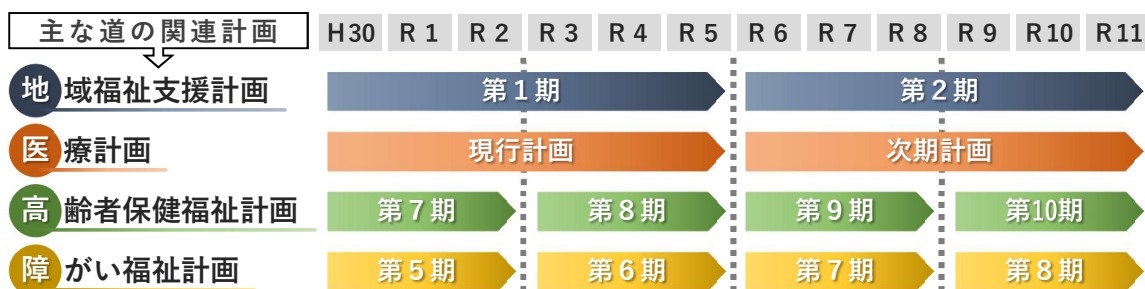 主な道の関連計画 H30 R1 R2 R3 R4 R5 R6 R7 R8 R9 R10 R11
地域福祉支援計画 第1期 第2期
医療計画 現行計画 次期計画
高齢者保健福祉計画 第7期 第8期 第9期 第10期
障がい福祉計画 第5期 第6期 第7期 第8期